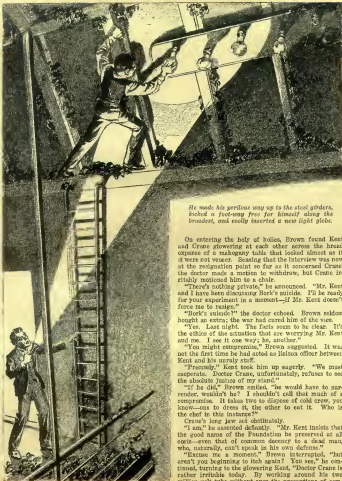 He made his perilous way up to the steel girders,
kicked a foot-way free for himself along the
broadest, and coolly inserted a new light globe.
On entering the holy of holies, Brown found Kent
and Crane glowering at each other across the broad
expanse of a mahogany table that looked almost as if
it were not veneer. Sensing that the interview was now
at the resignation point so far as it concerned Crane,
the doctor made a motion to withdraw, but Crane ir-
ritably motioned him to a chair.
"There's nothing private," he announced. "Mr. Kent
and I have been discussing Bork's suicide. I'll be ready
for your experiment in a moment—if Mr. Kent doesn't
force me to resign."
"Bork's suicide!" the doctor echoed. Brown seldom
bought an extra; the war had cured him of the vice.
"Yes. Last night. The facts seem to be clear. It's
the ethics of the situation that are worrying Mr. Kent
and me. I see it one way; he, another."
"You might compromise," Brown suggested. It was
not the first time he had acted as liaison officer between
Kent and his unruly staff.
"Precisely," Kent took him up eagerly. "We must
cooperate. Doctor Crane, unfortunately, refuses to see
the absolute justice of my stand."
"If he did," Brown smiled, "he would have to sur-
render, wouldn't he? I shouldn't call that much of a
compromise. It takes two to dispose of cold crow, you
know—one to dress it, the other to eat it. Who is
the chef in this instance?"
Crane's long jaw set obstinately.
"I am," he asserted defiantly. "Mr. Kent insists that
the good name of the Foundation be preserved at all
costs—even that of common decency to a dead man,
who, naturally, can't speak in his own defense."
"Excuse me a moment," Brown interrupted, "but
aren't you beginning to itch again? You see," he con-
tinued, turning to the glowering Kent, "Doctor Crane is
rather irritable today. By working around his two